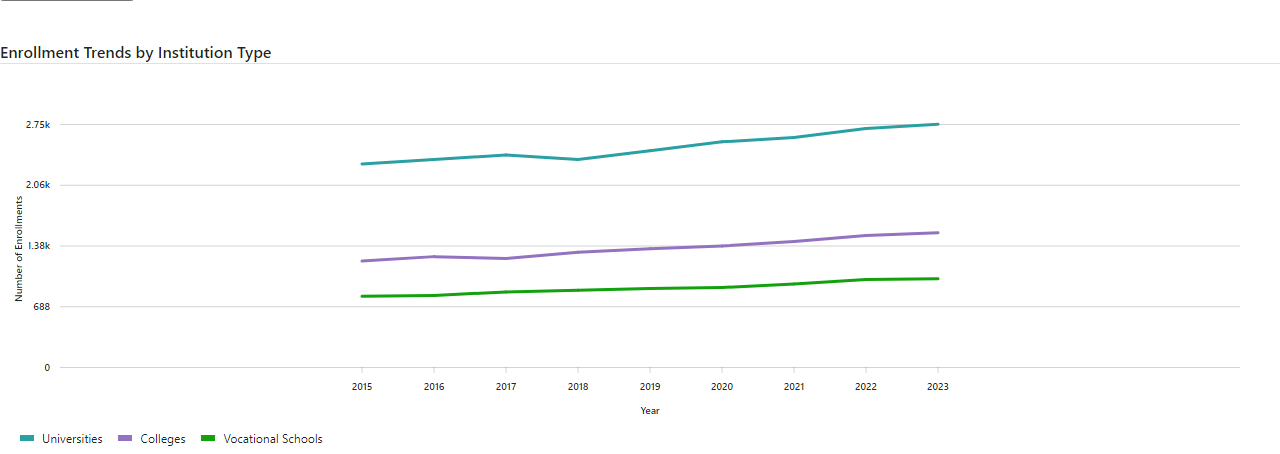 Enrollment Trends by Institution Type
2.75k
2.06k
1.38k
688
0
Number of Enrollments
2015 2016 2017 2018 2019 2020 2021 2022 2023
Year
Universities Colleges Vocational Schools